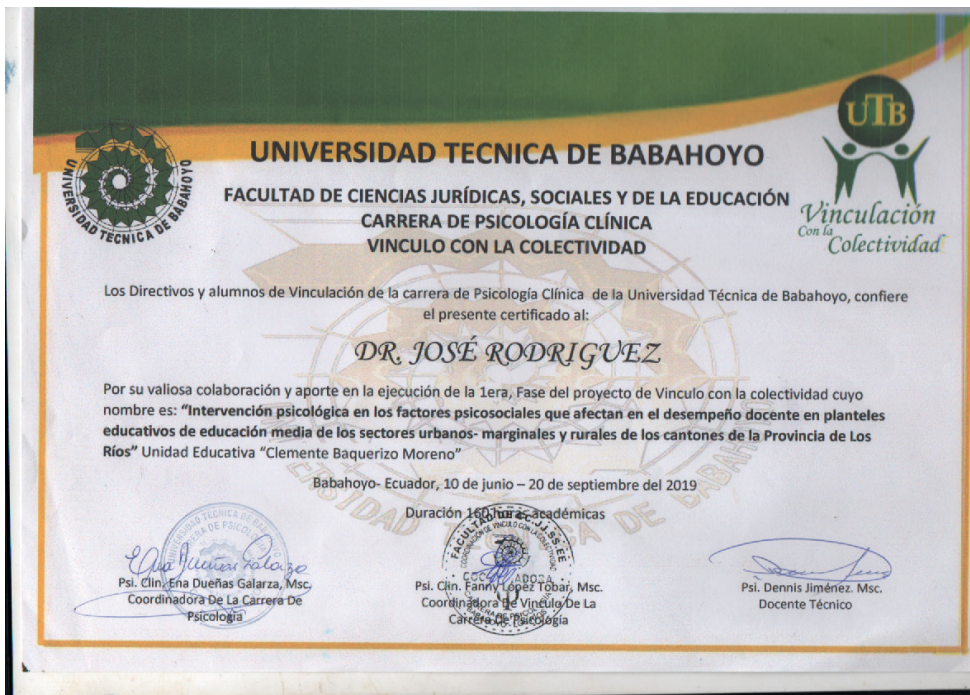 UTB
UNIVERSIDAD TECNICA DE BABAHOYO
UNIVERSIDAD TECNICA DE BABAHOYO
FACULTAD DE CIENCIAS JURÍDICAS, SOCIALES Y DE LA EDUCACIÓN
CARRERA DE PSICOLOGÍA CLÍNICA
VINCULO CON LA COLECTIVIDAD
Vinculación
Con la
Colectividad
Los Directivos y alumnos de Vinculación de la carrera de Psicología Clínica de la Universidad Técnica de Babahoyo, confiere
el presente certificado al:
DR. JOSÉ RODRIGUEZ
Por su valiosa colaboración y aporte en la ejecución de la 1era, Fase del proyecto de Vinculo con la colectividad cuyo
nombre es: “Intervención psicológica en los factores psicosociales que afectan en el desempeño docente en planteles
educativos de educación media de los sectores urbanos- marginales y rurales de los cantones de la Provincia de Los
Ríos” Unidad Educativa “Clemente Baquerizo Moreno”
Babahoyo- Ecuador, 10 de junio – 20 de septiembre del 2019
Duración 160 horas académicas
Psi. Clin. Ena Dueñas Galarza, Msc,
Coordinadora De La Carrera De
Psicología
Psi. Clin. Fanny López Tobar, Msc.
Coordinadora De Vinculo De La
Carrera De Psicología
Psi. Dennis Jiménez. Msc.
Docente Técnico